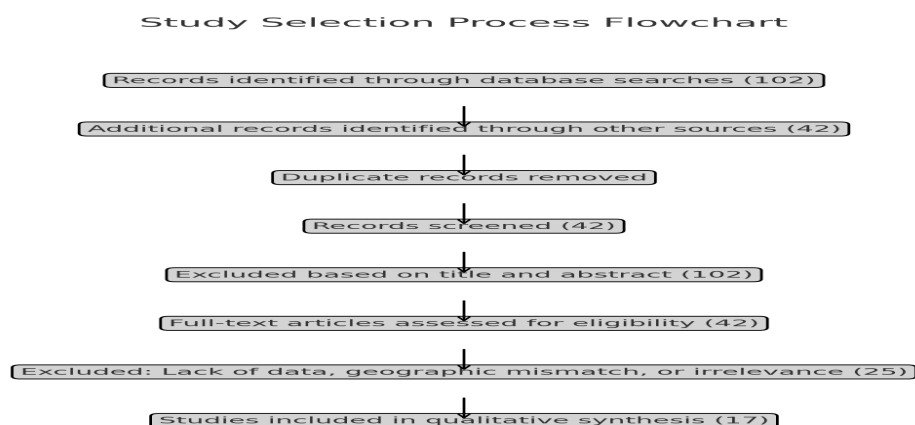 Study Selection Process Flowchart
Records identified through database searches (102)
Additional records identified through other sources (42)
Duplicate records removed
Records screened (42)
Excluded based on title and abstract (102)
Full-text articles assessed for eligibility (42)
Excluded: Lack of data, geographic mismatch, or irrelevance (25)
Studies included in qualitative synthesis (17)